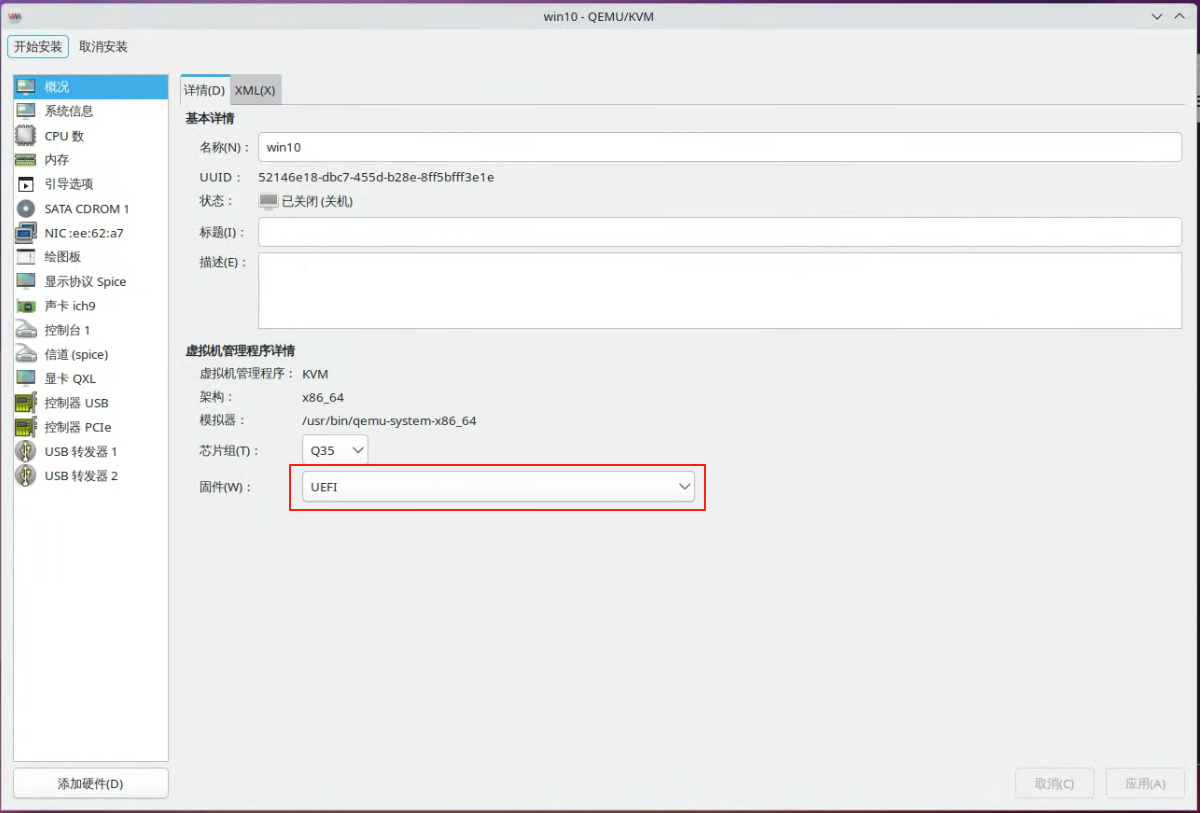 win10 - QEMU/KVM
开始安装 取消安装
概况
系统信息
CPU 数
内存
引导选项
SATA CDROM 1
NIC :ee:62:a7
绘图板
显示协议 Spice
声卡 ich9
控制台 1
信道 (spice)
显卡 QXL
控制器 USB
控制器 PCIe
USB 转发器 1
USB 转发器 2
添加硬件(D)
详情(D) XML(X)
基本详情
名称(N)： win10
UUID： 52146e18-dbc7-455d-b28e-8ff5bfff3e1e
状态： 已关闭 (关机)
标题(I)：
描述(E)：
虚拟机管理程序详情
虚拟机管理程序： KVM
架构： x86_64
模拟器： /usr/bin/qemu-system-x86_64
芯片组(T)： Q35
固件(W)： UEFI
取消(C) 应用(A)